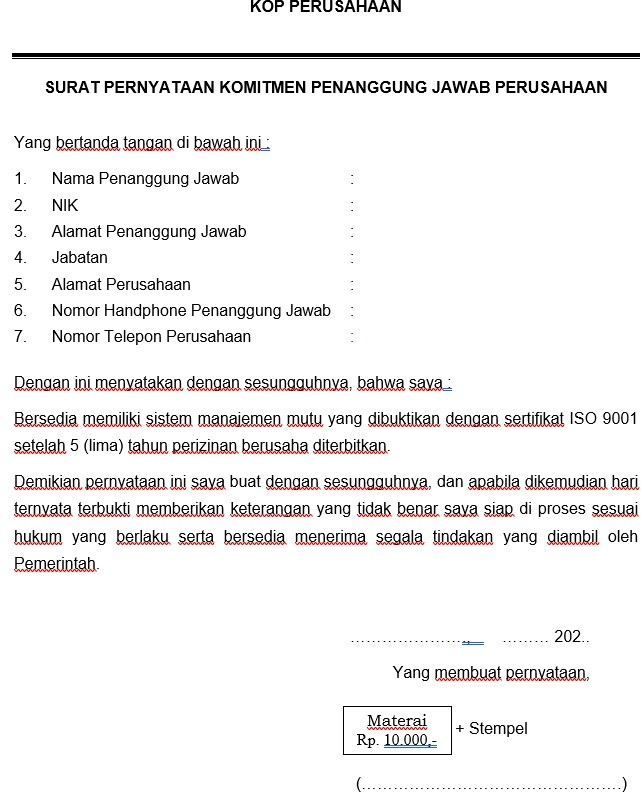 KOP PERUSAHAAN
SURAT PERNYATAAN KOMITMEN PENANGGUNG JAWAB PERUSAHAAN
Yang bertanda tangan di bawah ini :
1. Nama Penanggung Jawab :
2. NIK :
3. Alamat Penanggung Jawab :
4. Jabatan :
5. Alamat Perusahaan :
6. Nomor Handphone Penanggung Jawab :
7. Nomor Telepon Perusahaan :
Dengan ini menyatakan dengan sesungguhnya, bahwa saya :
Bersedia memiliki sistem manajemen mutu yang dibuktikan dengan sertifikat ISO 9001
setelah 5 (lima) tahun perizinan berusaha diterbitkan.
Demikian pernyataan ini saya buat dengan sesungguhnya, dan apabila dikemudian hari
ternyata terbukti memberikan keterangan yang tidak benar saya siap di proses sesuai
hukum yang berlaku serta bersedia menerima segala tindakan yang diambil oleh
Pemerintah.
…………………., ……… 202..
Yang membuat pernyataan,
Materai
Rp. 10.000,-
+ Stempel
(……………………………………….)